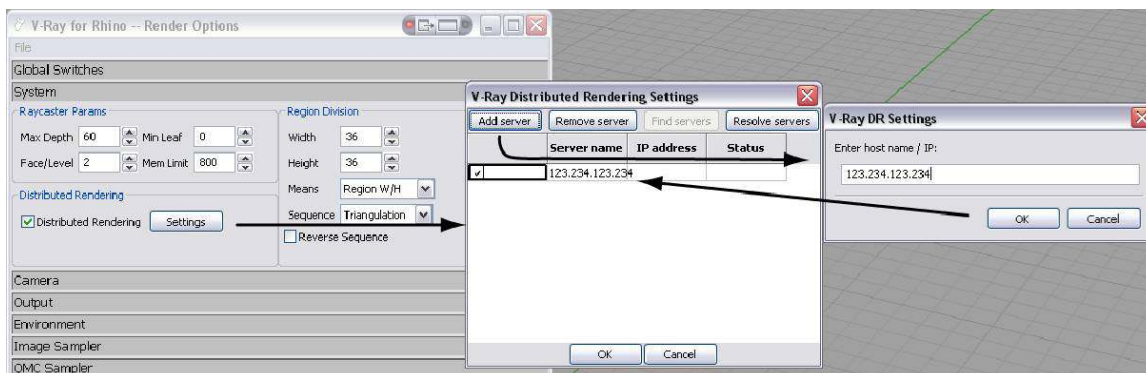 V-Ray for Rhino -- Render Options
File
Global Switches
System
Raycaster Params
Max Depth 60 Min Leaf 0
Face/Level 2 Mem Limit 800
Distributed Rendering
Distributed Rendering Settings
Region Division
Width 36
Height 36
Means Region W/H
Sequence Triangulation
Reverse Sequence
Camera
Output
Environment
Image Sampler
QMC Sampler
V-Ray Distributed Rendering Settings
Add server Remove server Find servers Resolve servers
Server name IP address Status
123.234.123.234
OK Cancel
V-Ray DR Settings
Enter host name / IP:
123.234.123.234
OK Cancel